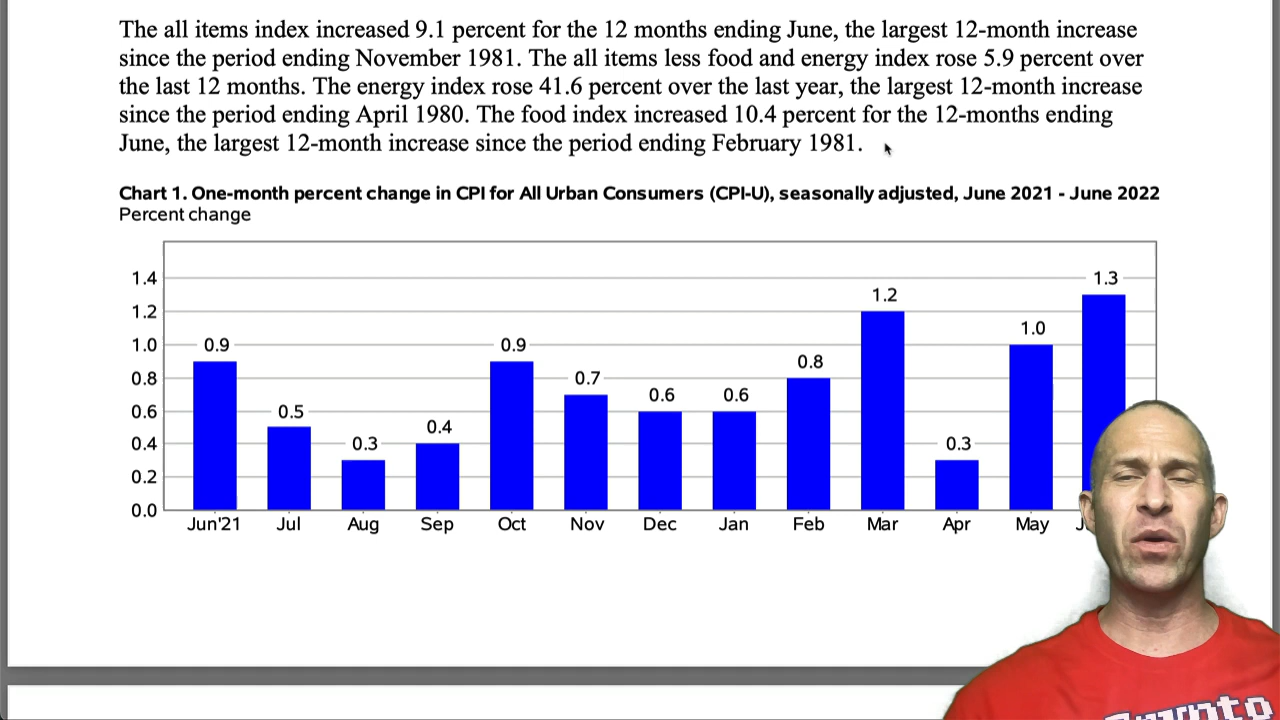 The all items index increased 9.1 percent for the 12 months ending June, the largest 12-month increase
since the period ending November 1981. The all items less food and energy index rose 5.9 percent over
the last 12 months. The energy index rose 41.6 percent over the last year, the largest 12-month increase
since the period ending April 1980. The food index increased 10.4 percent for the 12-months ending
June, the largest 12-month increase since the period ending February 1981.
Chart 1. One-month percent change in CPI for All Urban Consumers (CPI-U), seasonally adjusted, June 2021 - June 2022
Percent change
1.4
1.2
1.0
0.8
0.6
0.4
0.2
0.0
0.9
0.5
0.3
0.4
0.9
0.7
0.6
0.6
0.8
1.2
0.3
1.0
1.3
Jun'21 Jul Aug Sep Oct Nov Dec Jan Feb Mar Apr May